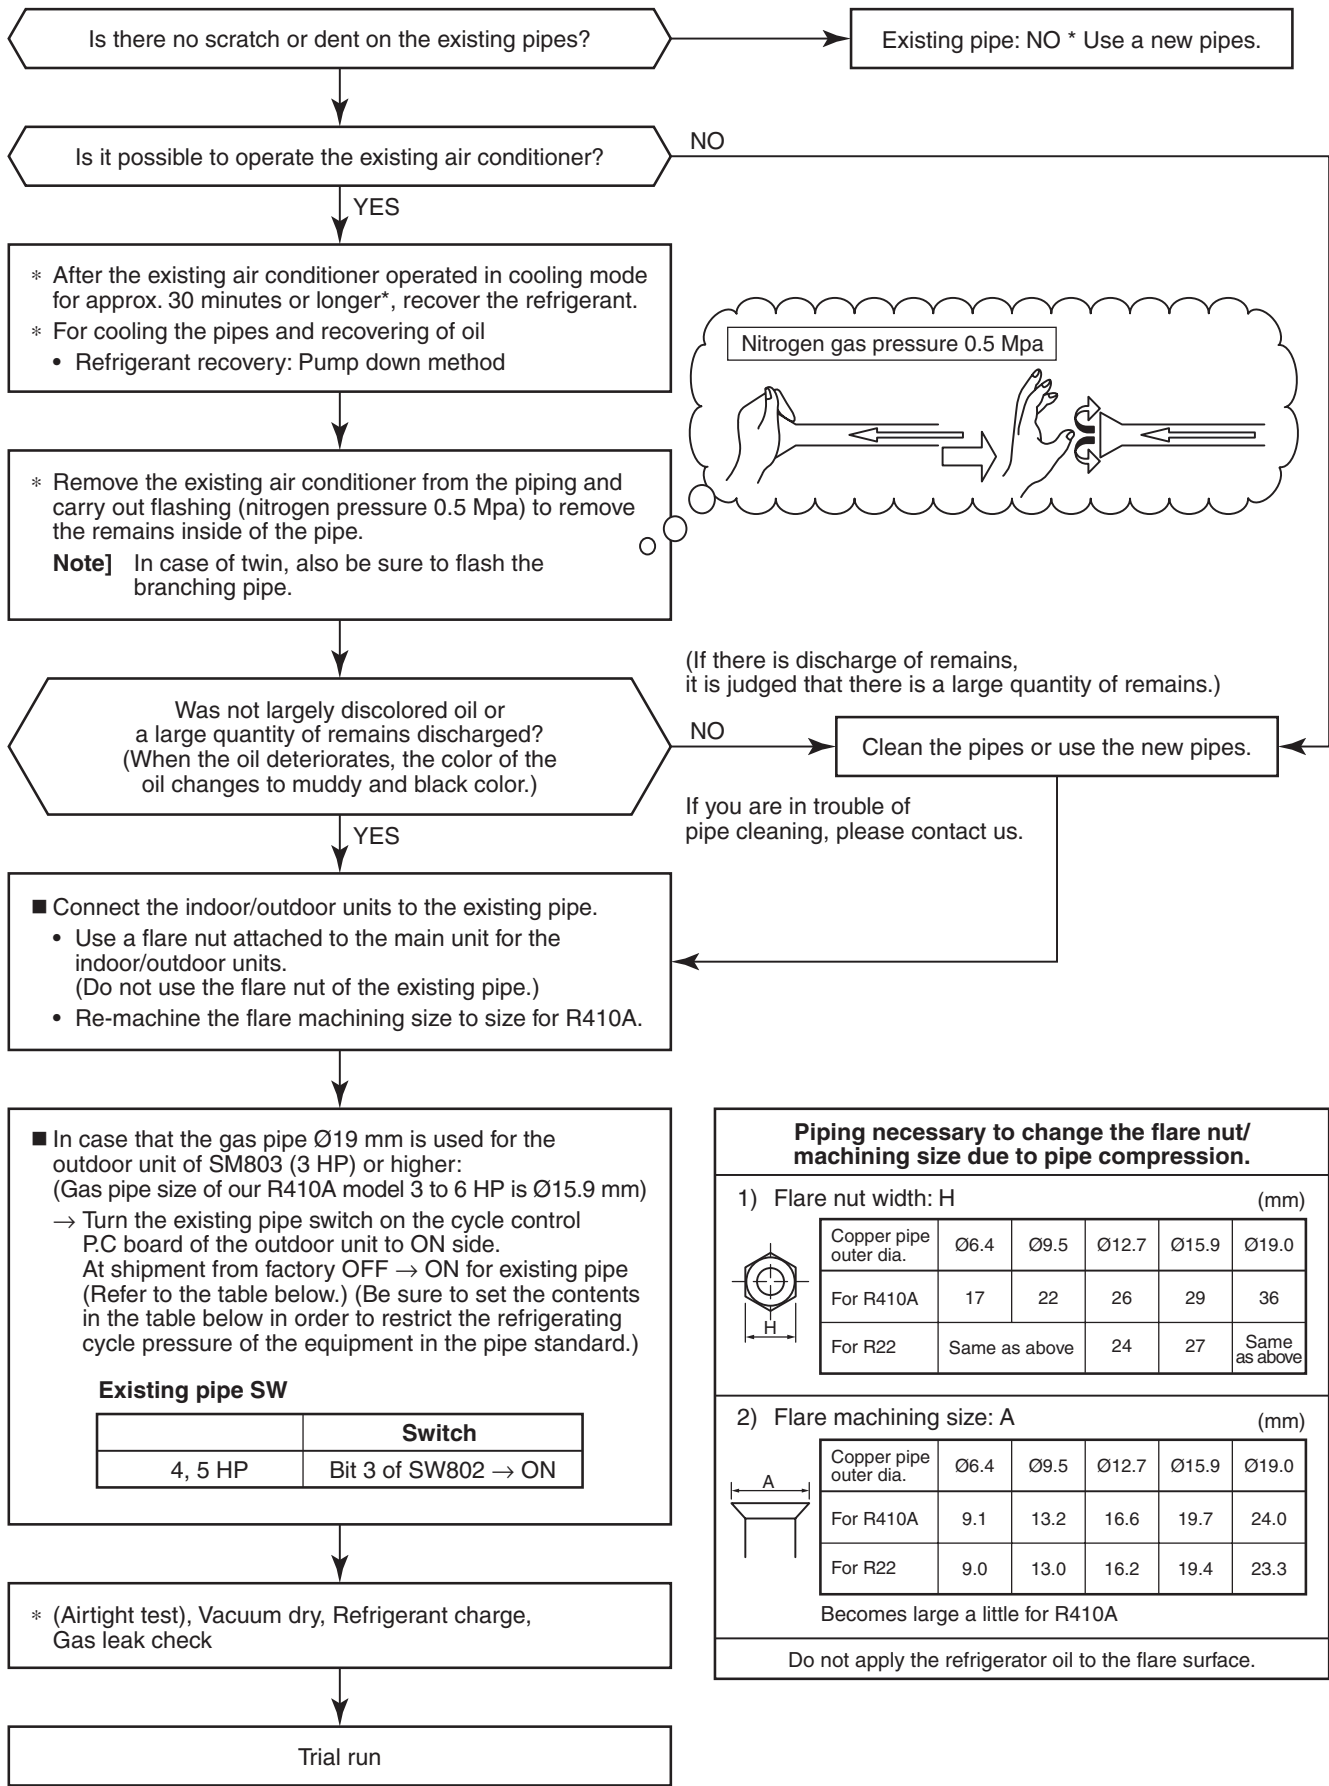 Is there no scratch or dent on the existing pipes?
Existing pipe: NO * Use a new pipes.
Is it possible to operate the existing air conditioner?
NO
YES
* After the existing air conditioner operated in cooling mode
for approx. 30 minutes or longer*, recover the refrigerant.
* For cooling the pipes and recovering of oil
• Refrigerant recovery: Pump down method
Nitrogen gas pressure 0.5 Mpa
* Remove the existing air conditioner from the piping and
carry out flashing (nitrogen pressure 0.5 Mpa) to remove
the remains inside of the pipe.
Note] In case of twin, also be sure to flash the
branching pipe.
(If there is discharge of remains,
it is judged that there is a large quantity of remains.)
Was not largely discolored oil or
a large quantity of remains discharged?
(When the oil deteriorates, the color of the
oil changes to muddy and black color.)
NO
Clean the pipes or use the new pipes.
If you are in trouble of
pipe cleaning, please contact us.
YES
■ Connect the indoor/outdoor units to the existing pipe.
• Use a flare nut attached to the main unit for the
indoor/outdoor units.
(Do not use the flare nut of the existing pipe.)
• Re-machine the flare machining size to size for R410A.
■ In case that the gas pipe Ø19 mm is used for the
outdoor unit of SM803 (3 HP) or higher:
(Gas pipe size of our R410A model 3 to 6 HP is Ø15.9 mm)
→ Turn the existing pipe switch on the cycle control
P.C board of the outdoor unit to ON side.
At shipment from factory OFF → ON for existing pipe
(Refer to the table below.) (Be sure to set the contents
in the table below in order to restrict the refrigerating
cycle pressure of the equipment in the pipe standard.)
Existing pipe SW
Switch
4, 5 HP Bit 3 of SW802 → ON
* (Airtight test), Vacuum dry, Refrigerant charge,
Gas leak check
Trial run
Piping necessary to change the flare nut/
machining size due to pipe compression.
1) Flare nut width: H (mm)
H
Copper pipe
outer dia. Ø6.4 Ø9.5 Ø12.7 Ø15.9 Ø19.0
For R410A 17 22 26 29 36
For R22 Same as above 24 27 Same
as above
2) Flare machining size: A (mm)
A
Copper pipe
outer dia. Ø6.4 Ø9.5 Ø12.7 Ø15.9 Ø19.0
For R410A 9.1 13.2 16.6 19.7 24.0
For R22 9.0 13.0 16.2 19.4 23.3
Becomes large a little for R410A
Do not apply the refrigerator oil to the flare surface.